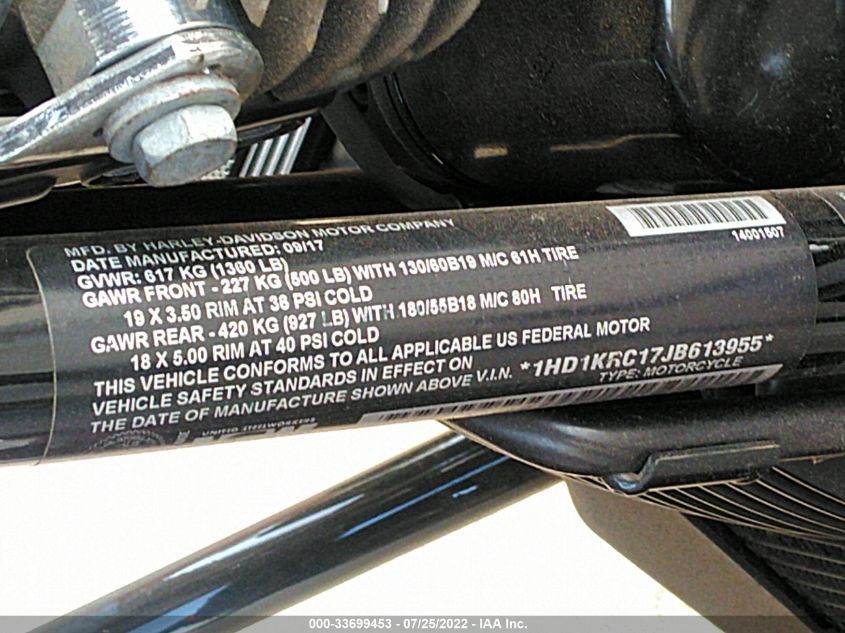 MFD. BY HARLEY-DAVIDSON MOTOR COMPANY
DATE MANUFACTURED: 09/17
GVWR: 617 KG (1360 LB)
GAWR FRONT - 227 KG (500 LB) WITH 130/60B19 M/C 61H TIRE
19 X 3.50 RIM AT 36 PSI COLD
GAWR REAR - 420 KG (927 LB) WITH 180/55B18 M/C 80H TIRE
18 X 5.00 RIM AT 40 PSI COLD
THIS VEHICLE CONFORMS TO ALL APPLICABLE US FEDERAL MOTOR
VEHICLE SAFETY STANDARDS IN EFFECT ON
THE DATE OF MANUFACTURE SHOWN ABOVE V.I.N. *1HD1KRC17JB613955*
TYPE: MOTORCYCLE
14001507
UNITED STEELWORKERS
000-33699453 - 07/25/2022 - IAA Inc.